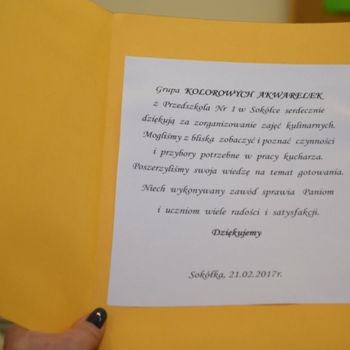 Grupa KOLOROWYCH AKWARELEK
z Przedszkola Nr 1 w Sokółce serdecznie
dziękują za zorganizowanie zajęć kulinarnych.
Mogliśmy z bliska zobaczyć i poznać czynności
i przybory potrzebne w pracy kucharza.
Poszerzyliśmy swoja wiedzę na temat gotowania.
Niech wykonywany zawód sprawia Paniom
i uczniom wiele radości i satysfakcji.
Dziękujemy
Sokółka, 21.02.2017r.